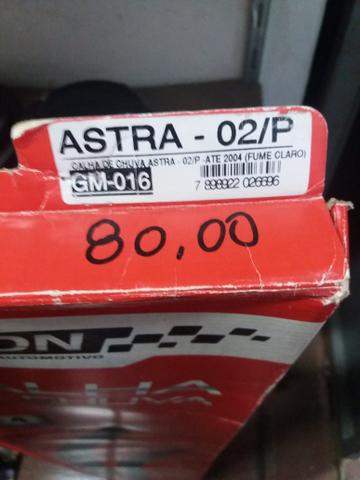 ASTRA - 02/P
CALHA DE CHUVA ASTRA - 02/P -ATE 2004 (FUME CLARO)
GM-016
7 898922 026696
80,00
ON
AUTOMOTIVO